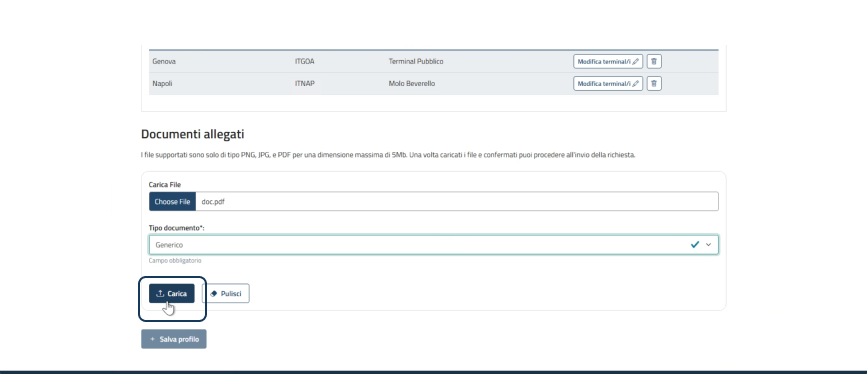 Genova ITGOA Terminal Pubblico Modifica terminal/i
Napoli ITNAP Molo Beverello Modifica terminal/i
Documenti allegati
I file supportati sono solo di tipo PNG, JPG, e PDF per una dimensione massima di 5Mb. Una volta caricati i file e confermati puoi procedere all'invio della richiesta.
Carica File
Choose File doc.pdf
Tipo documento*:
Generico
Campo obbligatorio
Carica Pulisci
+ Salva profilo